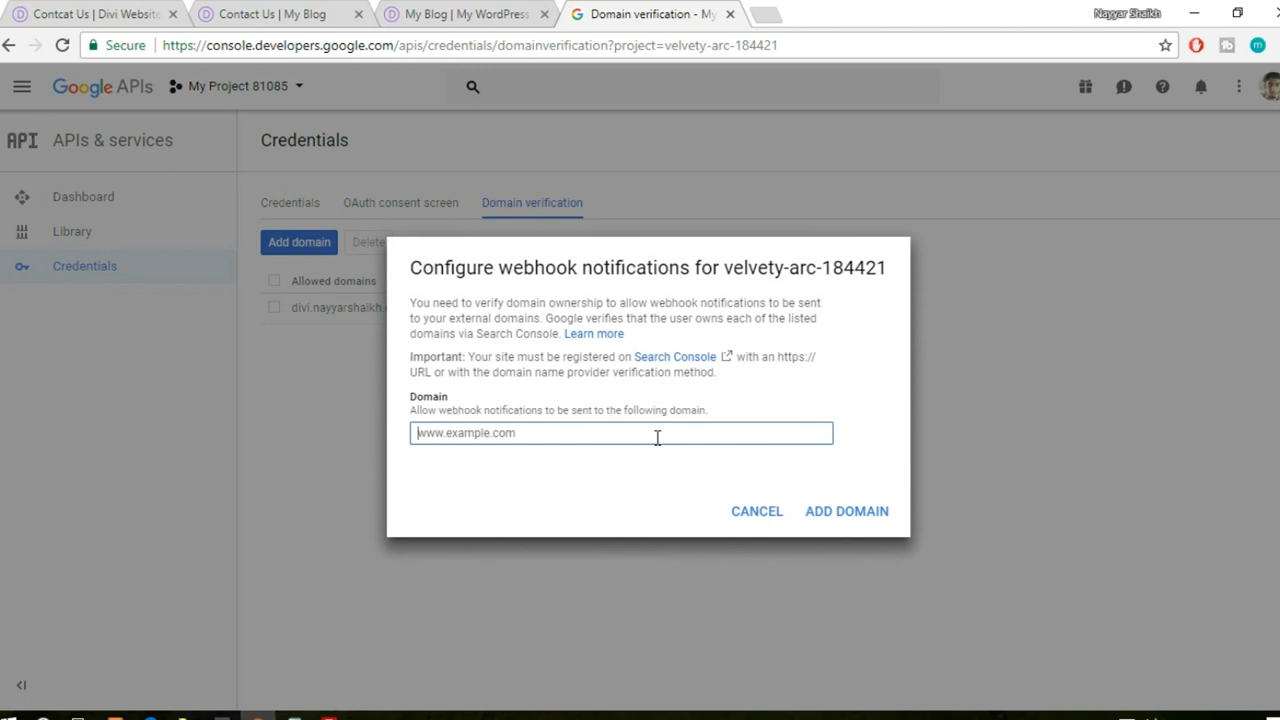 Contcat Us | Divi Website
Contact Us | My Blog
My Blog | My WordPress
Domain verification - My
Nayyar Shaikh
Secure
https://console.developers.google.com/apis/credentials/domainverification?project=velvety-arc-184421
Google APIs
My Project 81085
API APIs & services
Credentials
Dashboard
Library
Credentials
Credentials
OAuth consent screen
Domain verification
Add domain
Delete
Allowed domains
divi.nayyarshaikh.
Configure webhook notifications for velvety-arc-184421
You need to verify domain ownership to allow webhook notifications to be sent
to your external domains. Google verifies that the user owns each of the listed
domains via Search Console. Learn more
Important: Your site must be registered on Search Console with an https://
URL or with the domain name provider verification method.
Domain
Allow webhook notifications to be sent to the following domain.
www.example.com
CANCEL
ADD DOMAIN